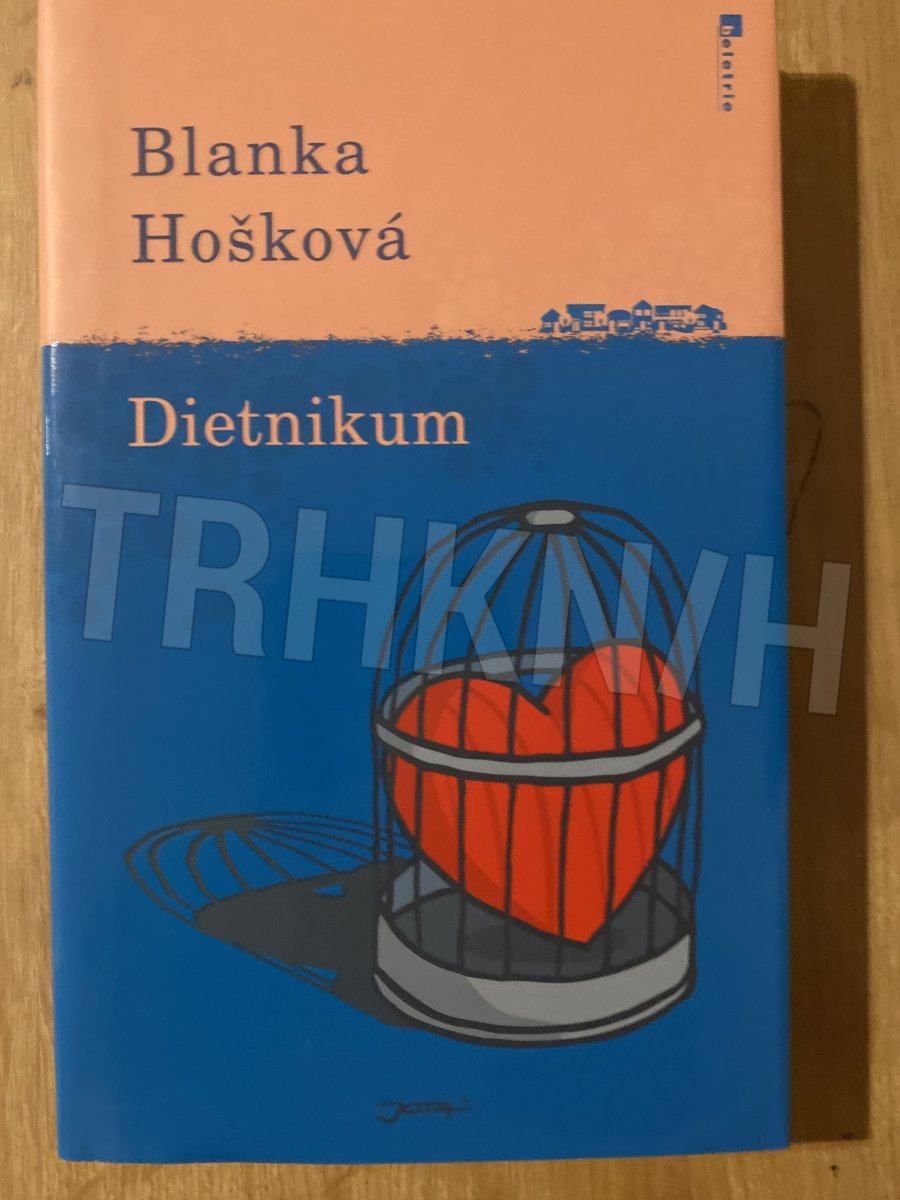 beletrie
Blanka
Hošková
Dietnikum
TRHKNIH